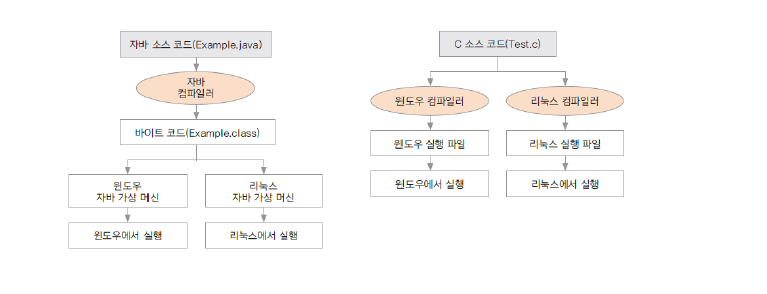 자바 소스 코드(Example.java)
자바
컴파일러
바이트 코드(Example.class)
윈도우
자바 가상 머신
리눅스
자바 가상 머신
윈도우에서 실행
리눅스에서 실행
C 소스 코드(Test.c)
윈도우 컴파일러
리눅스 컴파일러
윈도우 실행 파일
리눅스 실행 파일
윈도우에서 실행
리눅스에서 실행